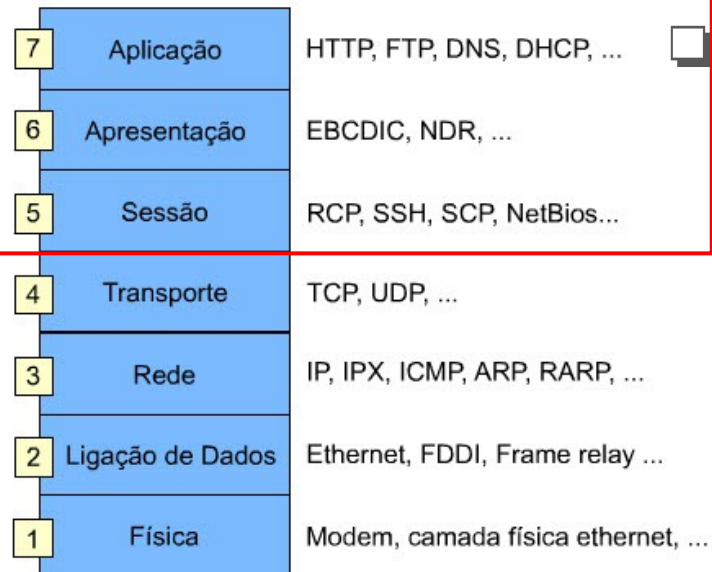 7 Aplicação HTTP, FTP, DNS, DHCP, ...
6 Apresentação EBCDIC, NDR, ...
5 Sessão RCP, SSH, SCP, NetBios...
4 Transporte TCP, UDP, ...
3 Rede IP, IPX, ICMP, ARP, RARP, ...
2 Ligação de Dados Ethernet, FDDI, Frame relay ...
1 Física Modem, camada física ethernet, ...